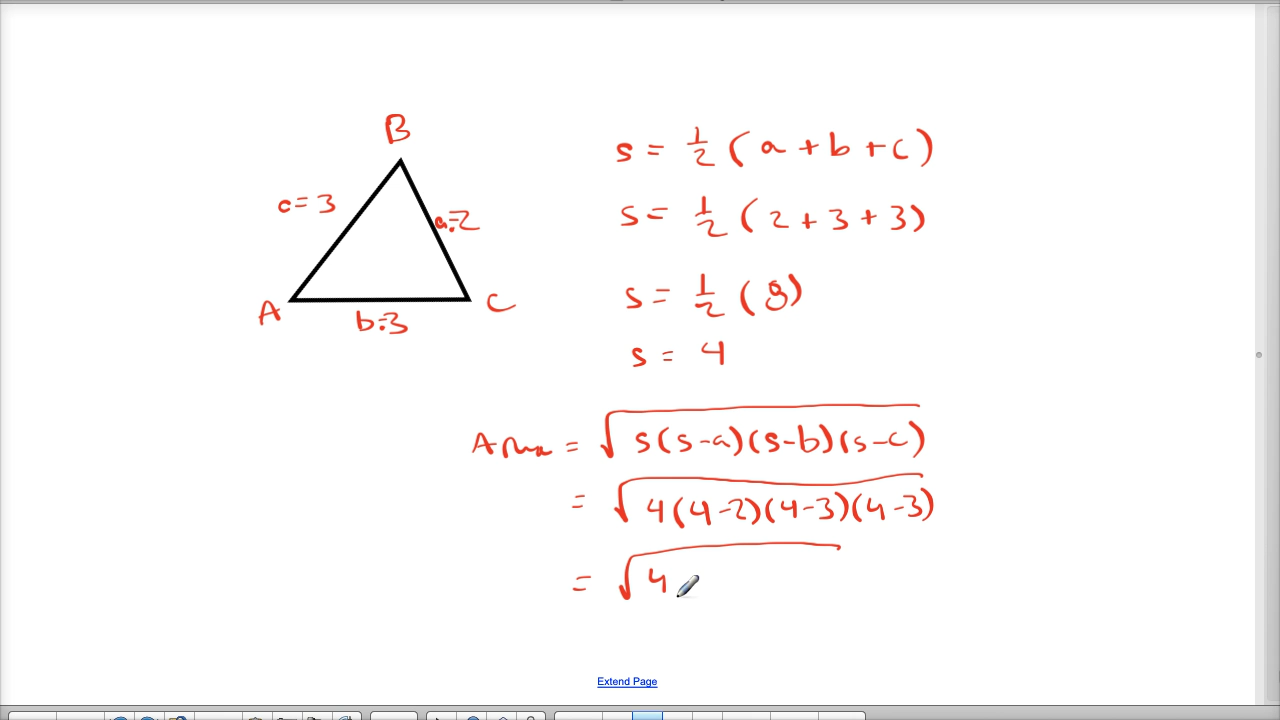 B
c = 3
a = 2
A
C
b = 3
s = 1/2 (a + b + c)
s = 1/2 (2 + 3 + 3)
s = 1/2 (8)
s = 4
Area = √s(s-a)(s-b)(s-c)
= √4(4-2)(4-3)(4-3)
= √4
Extend Page